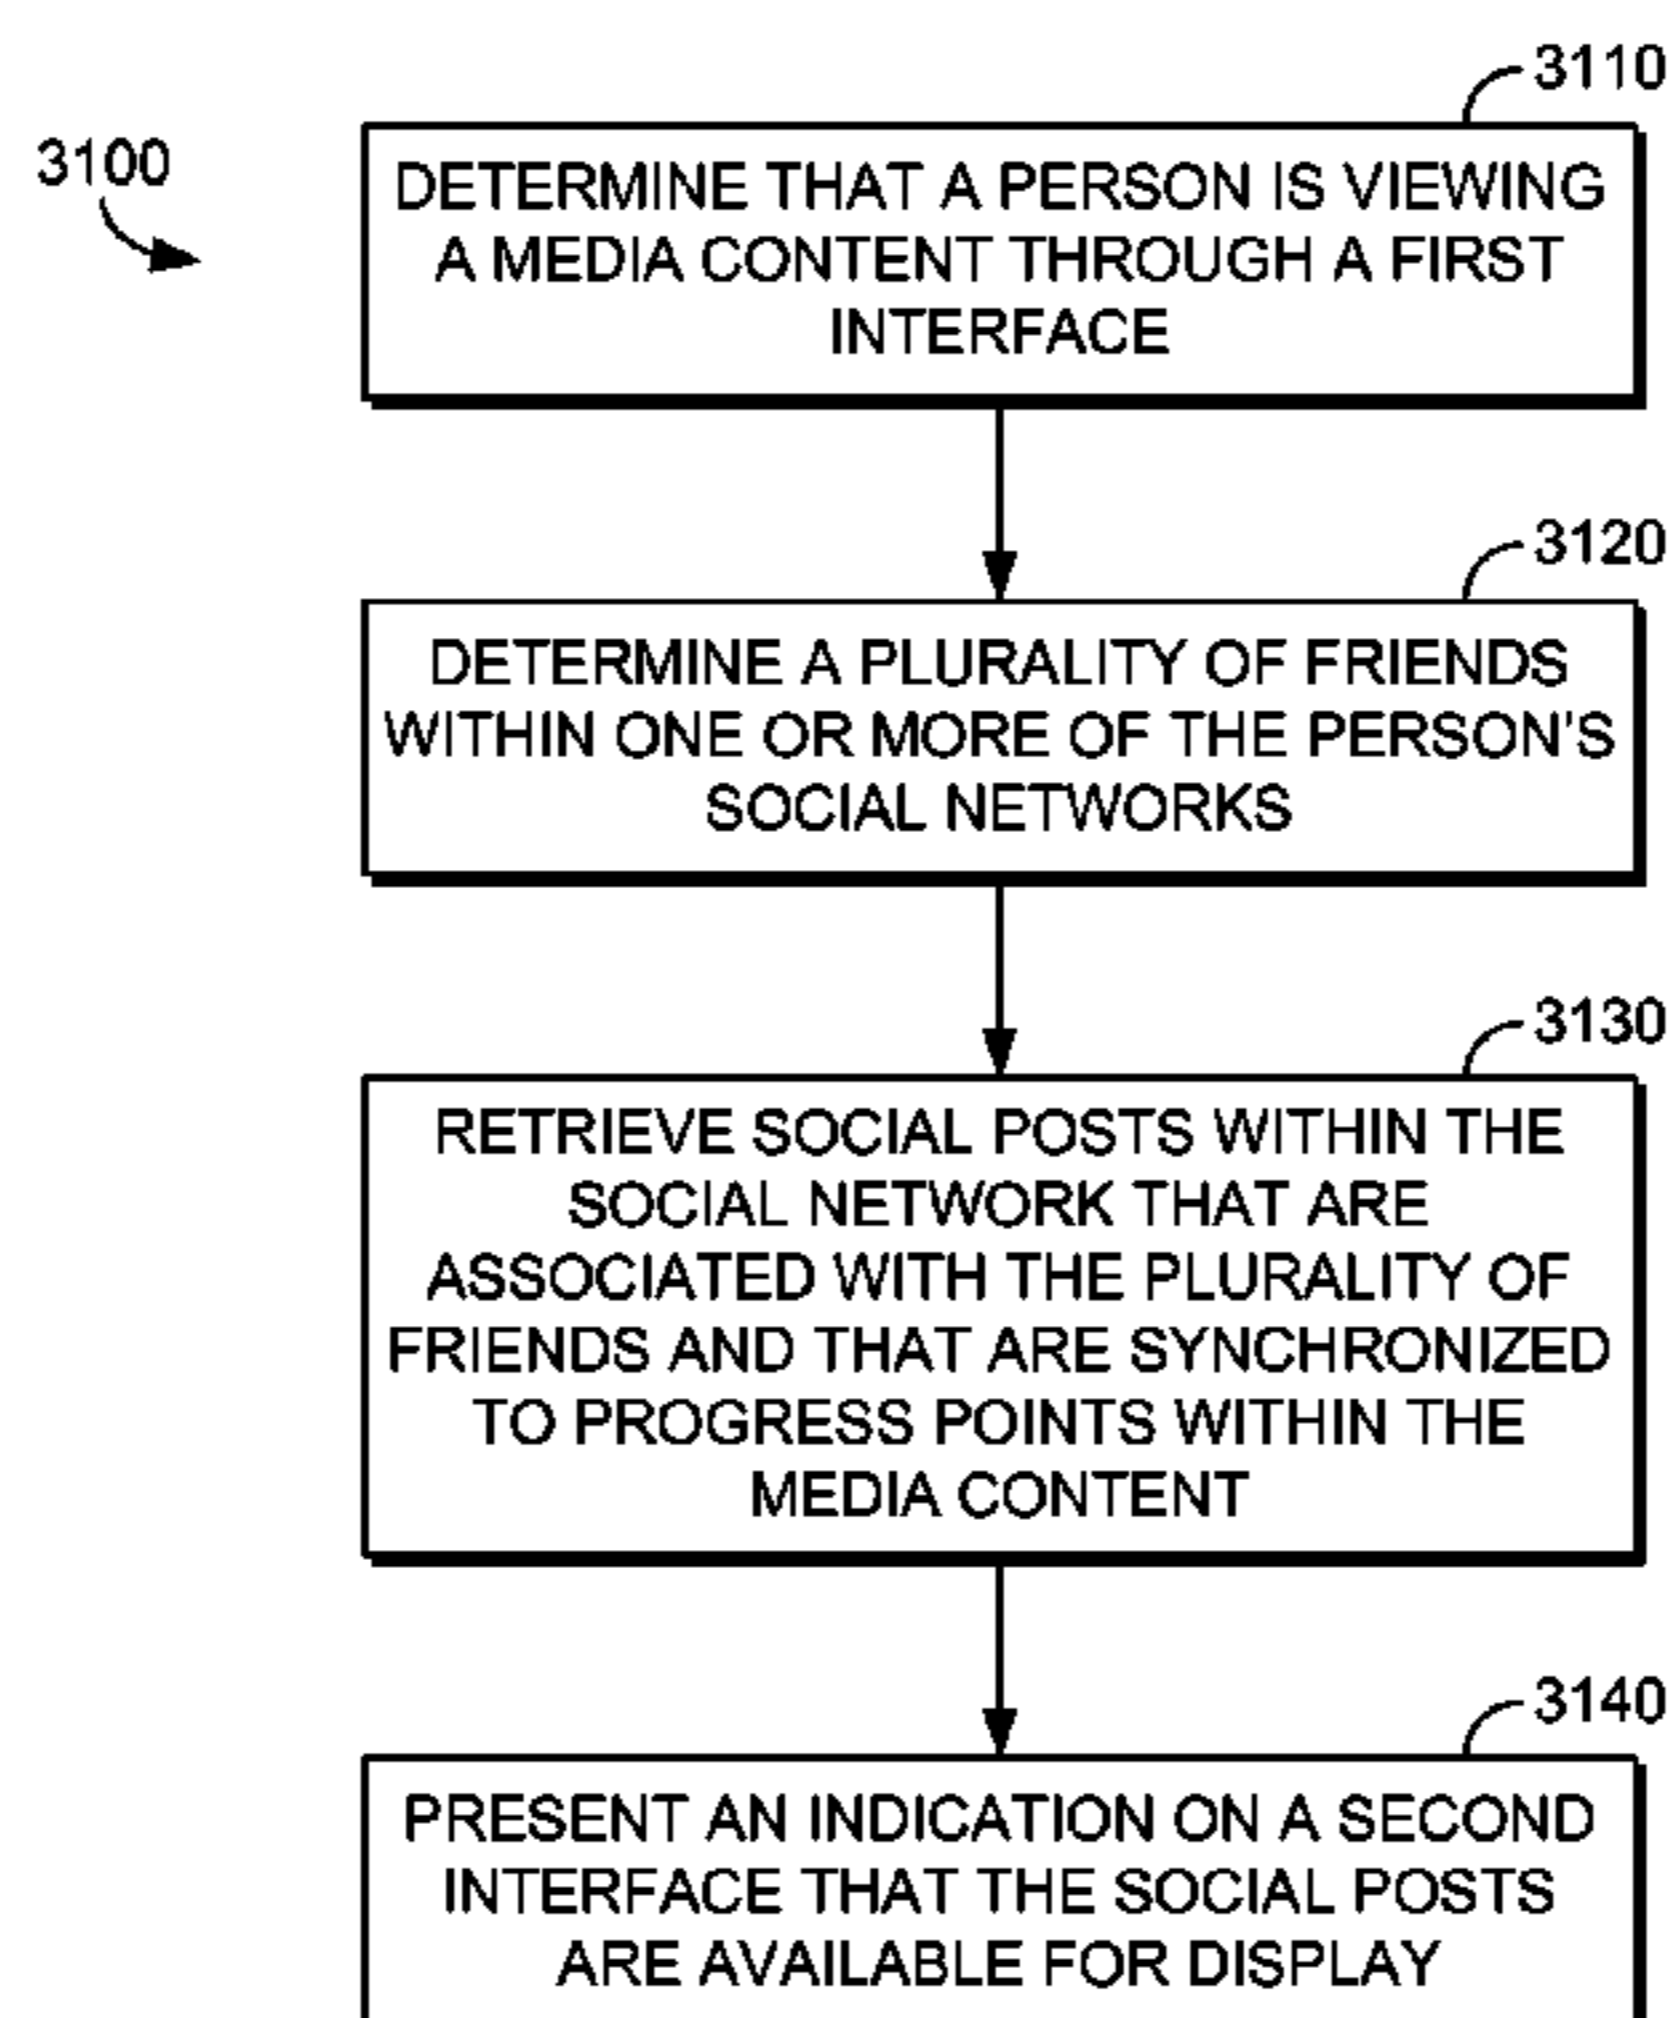 3100
3110
DETERMINE THAT A PERSON IS VIEWING
A MEDIA CONTENT THROUGH A FIRST
INTERFACE
3120
DETERMINE A PLURALITY OF FRIENDS
WITHIN ONE OR MORE OF THE PERSON'S
SOCIAL NETWORKS
3130
RETRIEVE SOCIAL POSTS WITHIN THE
SOCIAL NETWORK THAT ARE
ASSOCIATED WITH THE PLURALITY OF
FRIENDS AND THAT ARE SYNCHRONIZED
TO PROGRESS POINTS WITHIN THE
MEDIA CONTENT
3140
PRESENT AN INDICATION ON A SECOND
INTERFACE THAT THE SOCIAL POSTS
ARE AVAILABLE FOR DISPLAY